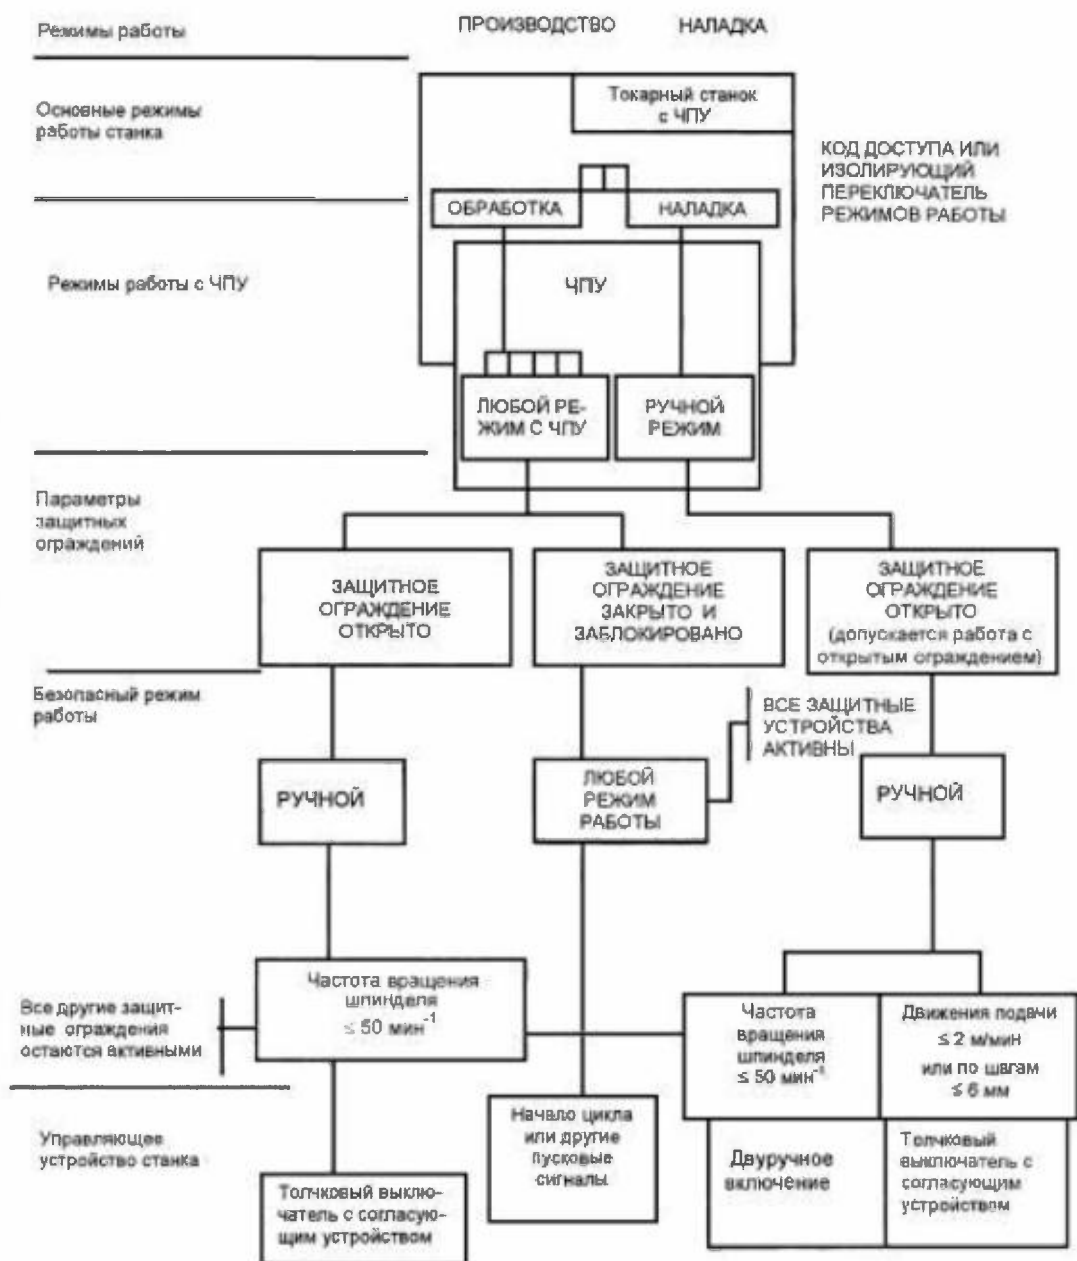 Режимы работы
ПРОИЗВОДСТВО
НАЛАДКА
Основные режимы
работы станка
Токарный станок
с ЧПУ
КОД ДОСТУПА ИЛИ
ИЗОЛИРУЮЩИЙ
ПЕРЕКЛЮЧАТЕЛЬ
РЕЖИМОВ РАБОТЫ
ОБРАБОТКА
НАЛАДКА
Режимы работы с ЧПУ
ЧПУ
ЛЮБОЙ РЕ-
ЖИМ С ЧПУ
РУЧНОЙ
РЕЖИМ
Параметры
защитных
ограждений
ЗАЩИТНОЕ
ОГРАЖДЕНИЕ
ОТКРЫТО
ЗАЩИТНОЕ
ОГРАЖДЕНИЕ
ЗАКРЫТО И
ЗАБЛОКИРОВАНО
ЗАЩИТНОЕ
ОГРАЖДЕНИЕ
ОТКРЫТО
(допускается работа с
открытым ограждением)
Безопасный режим
работы
ВСЕ ЗАЩИТНЫЕ
УСТРОЙСТВА
АКТИВНЫ
РУЧНОЙ
ЛЮБОЙ
РЕЖИМ
РАБОТЫ
РУЧНОЙ
Все другие защит-
ные ограждения
остаются активными
Частота вращения
шпинделя
≤ 50 мин⁻¹
Частота
вращения
шпинделя
≤ 50 мин⁻¹
Движения подачи
≤ 2 м/мин
или по шагам
≤ 6 мм
Управляющее
устройство станка
Толчковый выклю-
чатель с согласую-
щим устройством
Начало цикла
или другие
пусковые
сигналы
Двуручное
включение
Толчковый
выключатель с
согласующим
устройством